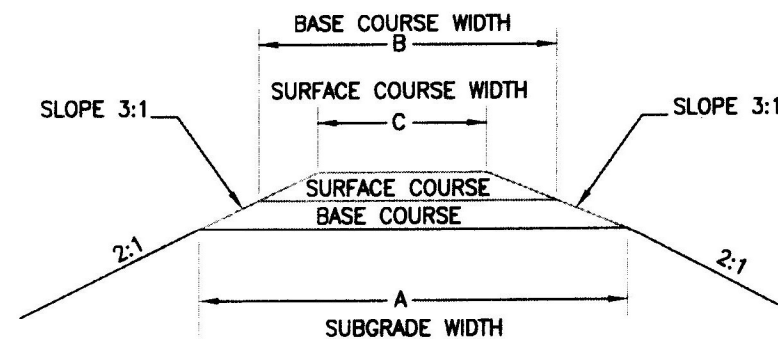 BASE COURSE WIDTH
B
SURFACE COURSE WIDTH
SLOPE 3:1
SLOPE 3:1
C
SURFACE COURSE
BASE COURSE
2:1
2:1
A
SUBGRADE WIDTH